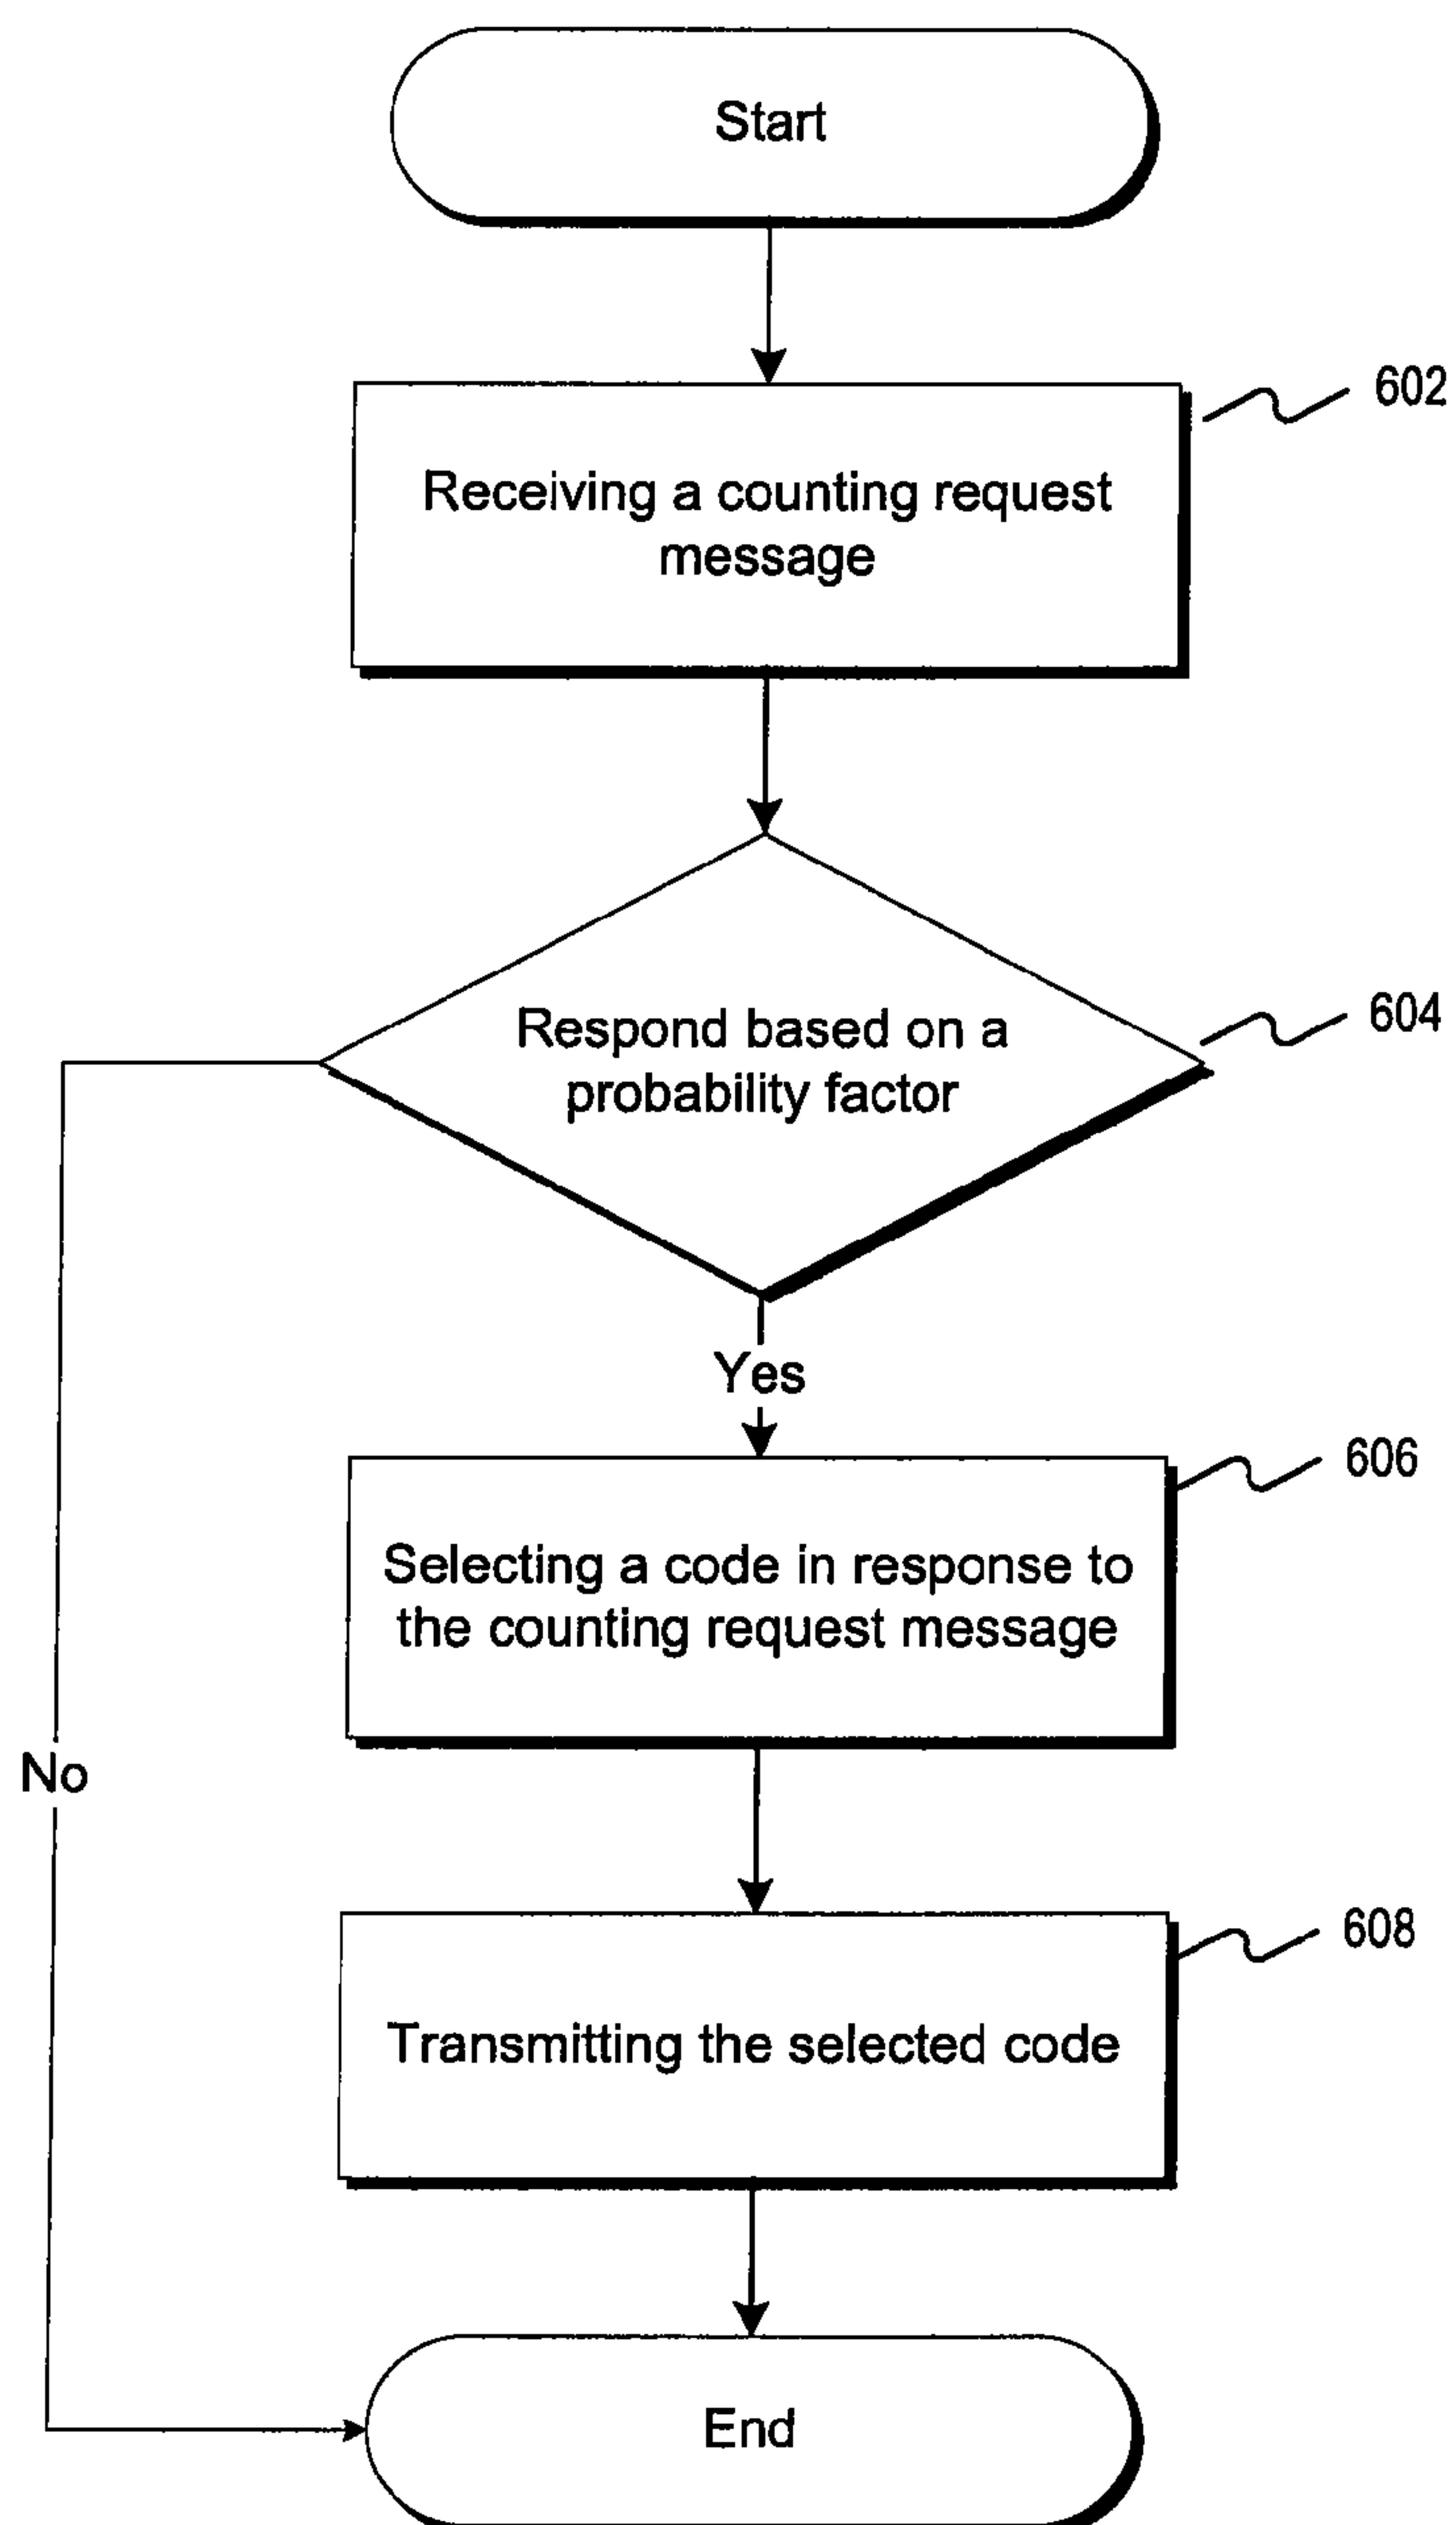 Start
602
Receiving a counting request
message
604
Respond based on a
probability factor
Yes
606
Selecting a code in response to
the counting request message
No
608
Transmitting the selected code
End